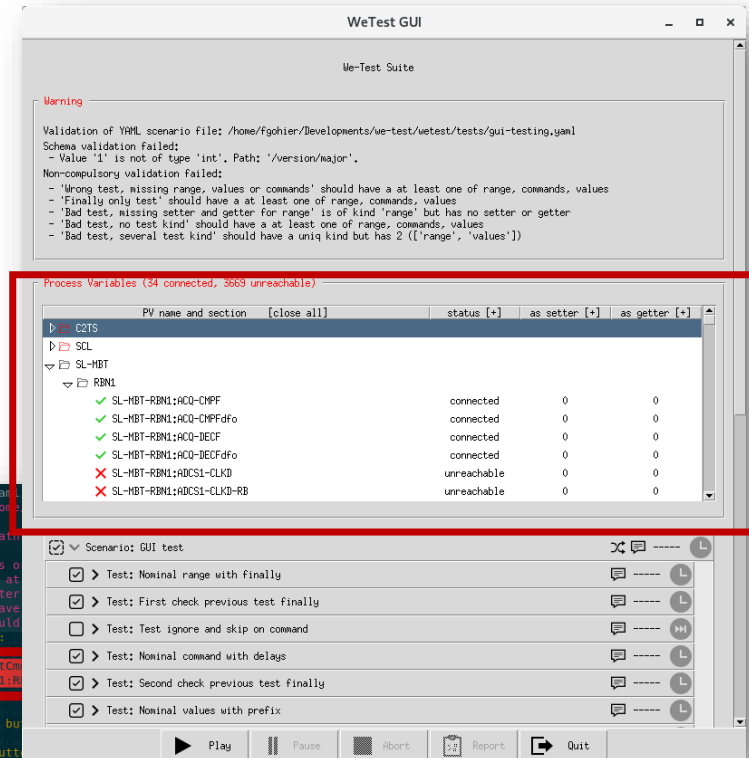 WeTest GUI
We-Test Suite
Warning
Validation of YAML scenario file: /home/fgohier/Developments/we-test/wetest/tests/gui-testing.yaml
Schema validation failed:
- Value '1' is not of type 'int'. Path: '/version/major'.
Non-compulsory validation failed:
- 'Wrong test, missing range, values or commands' should have a at least one of range, commands, values
- 'Finally only test' should have a at least one of range, commands, values
- 'Bad test, missing setter and getter for range' is of kind 'range' but has no setter or getter
- 'Bad test, no test kind' should have a at least one of range, commands, values
- 'Bad test, several test kind' should have a uniq kind but has 2 (['range', 'values'])
Process Variables (34 connected, 3669 unreachable)
PV name and section [close all] status [+] as setter [+] as getter [+]
C2TS
SCL
SL-MBT
RBN1
SL-MBT-RBN1:ACQ-CMPF connected 0 0
SL-MBT-RBN1:ACQ-CMPFdfo connected 0 0
SL-MBT-RBN1:ACQ-DECF connected 0 0
SL-MBT-RBN1:ACQ-DECFdfo connected 0 0
SL-MBT-RBN1:ADCS1-CLKD unreachable 0 0
SL-MBT-RBN1:ADCS1-CLKD-RB unreachable 0 0
Scenario: GUI test -----
Test: Nominal range with finally -----
Test: First check previous test finally -----
Test: Test ignore and skip on command -----
Test: Nominal command with delays -----
Test: Second check previous test finally -----
Test: Nominal values with prefix -----
Play Pause Abort Report Quit